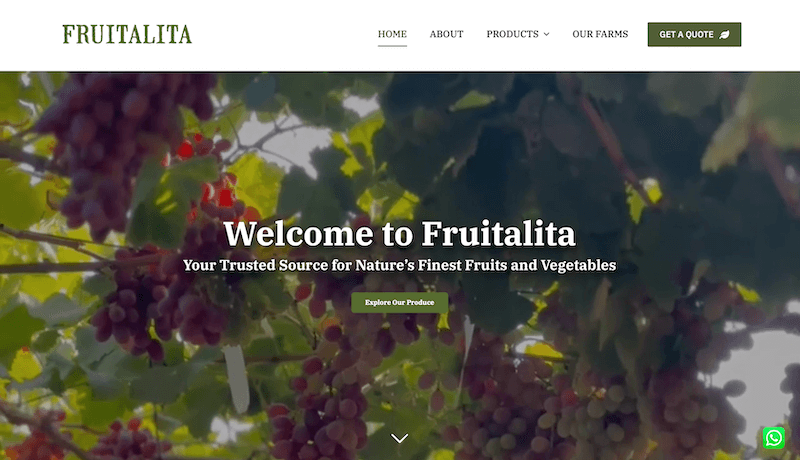 FRUITALITA
HOME
ABOUT
PRODUCTS
OUR FARMS
GET A QUOTE
Welcome to Fruitalita
Your Trusted Source for Nature's Finest Fruits and Vegetables
Explore Our Produce